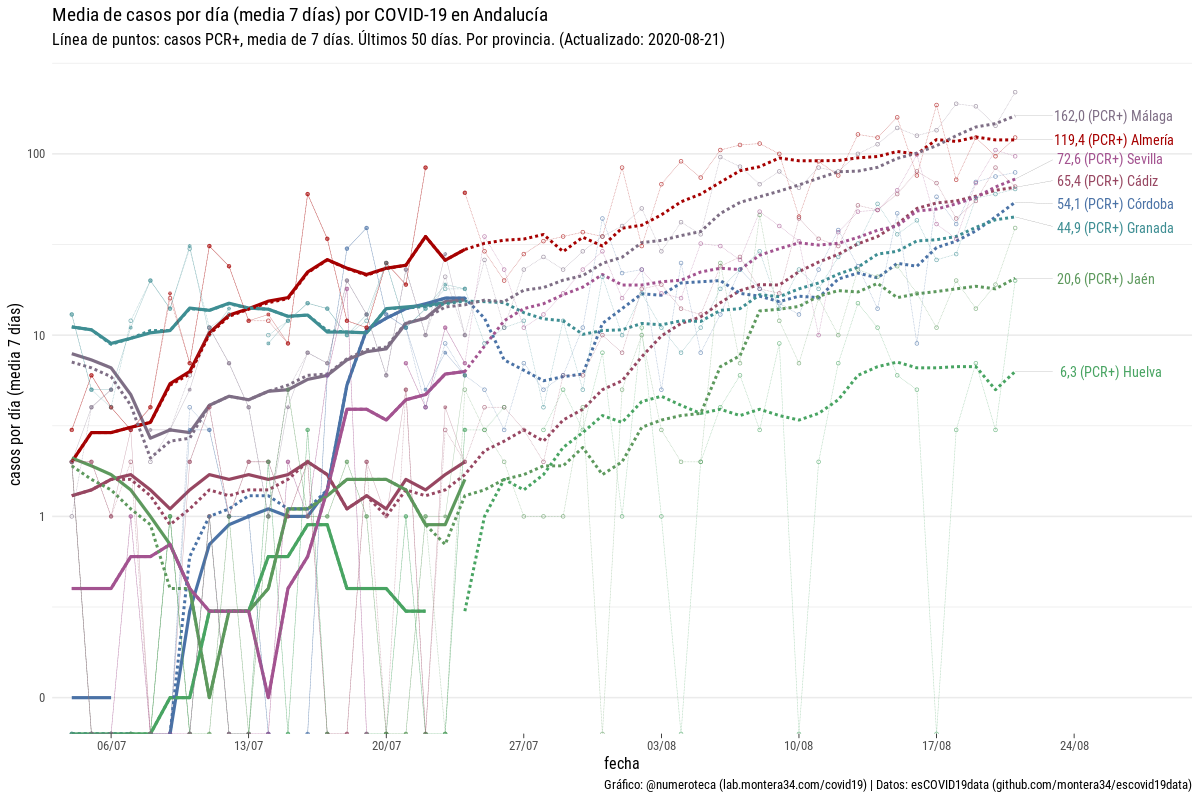 Media de casos por día (media 7 días) por COVID-19 en Andalucía
Línea de puntos: casos PCR+, media de 7 días. Últimos 50 días. Por provincia. (Actualizado: 2020-08-21)
casos por día (media 7 días)
100
10
1
0
162,0 (PCR+) Málaga
119,4 (PCR+) Almería
72,6 (PCR+) Sevilla
65,4 (PCR+) Cádiz
54,1 (PCR+) Córdoba
44,9 (PCR+) Granada
20,6 (PCR+) Jaén
6,3 (PCR+) Huelva
06/07 13/07 20/07 27/07 03/08 10/08 17/08 24/08
fecha
Gráfico: @numeroteca (lab.montera34.com/covid19) | Datos: esCOVID19data (github.com/montera34/escovid19data)